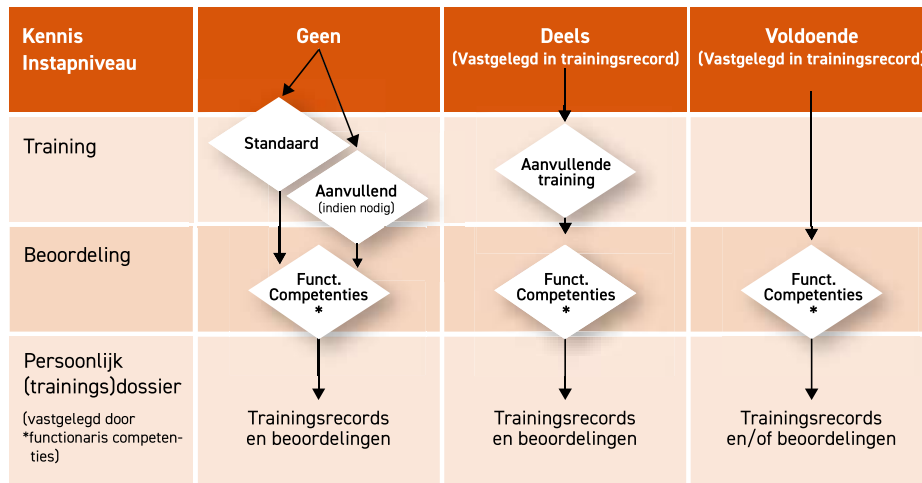 Kennis
Instapniveau
Geen
Deels
(Vastgelegd in trainingsrecord)
Voldoende
(Vastgelegd in trainingsrecord)
Training
Standaard
Aanvullend
(indien nodig)
Aanvullende
training
Beoordeling
Funct.
Competenties
*
Funct.
Competenties
*
Funct.
Competenties
*
Persoonlijk
(trainings)dossier
(vastgelegd door
*functionaris competen-
ties)
Trainingsrecords
en beoordelingen
Trainingsrecords
en beoordelingen
Trainingsrecords
en/of beoordelingen